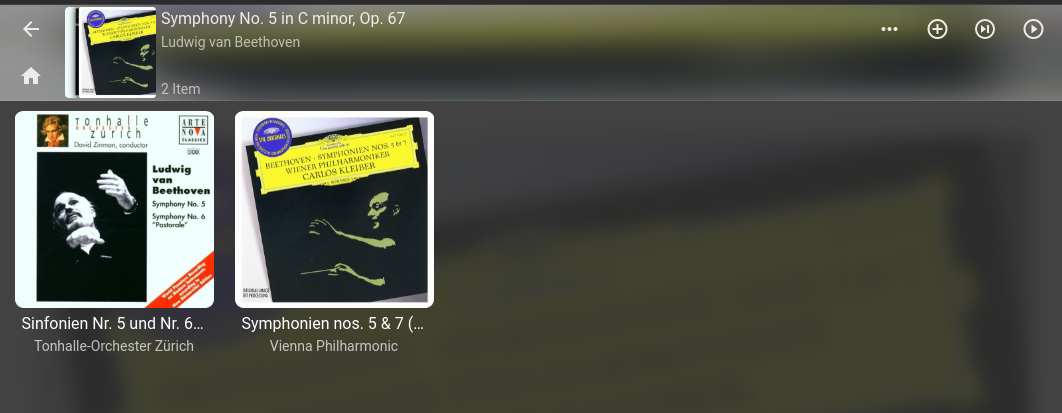 Symphony No. 5 in C minor, Op. 67
Ludwig van Beethoven
2 Item
Tonhalle
ORCHESTER
Zürich
David Zinman, conductor
ARTE
NOVA
CLASSICS
DDD
Ludwig
van
Beethoven
Symphony No. 5
Symphony No. 6
"Pastorale"
BEETHOVEN · SYMPHONIEN NOS. 5 & 7
WIENER PHILHARMONIKER
CARLOS KLEIBER
Sinfonien Nr. 5 und Nr. 6…
Tonhalle-Orchester Zürich
Symphonien nos. 5 & 7 (…
Vienna Philharmonic